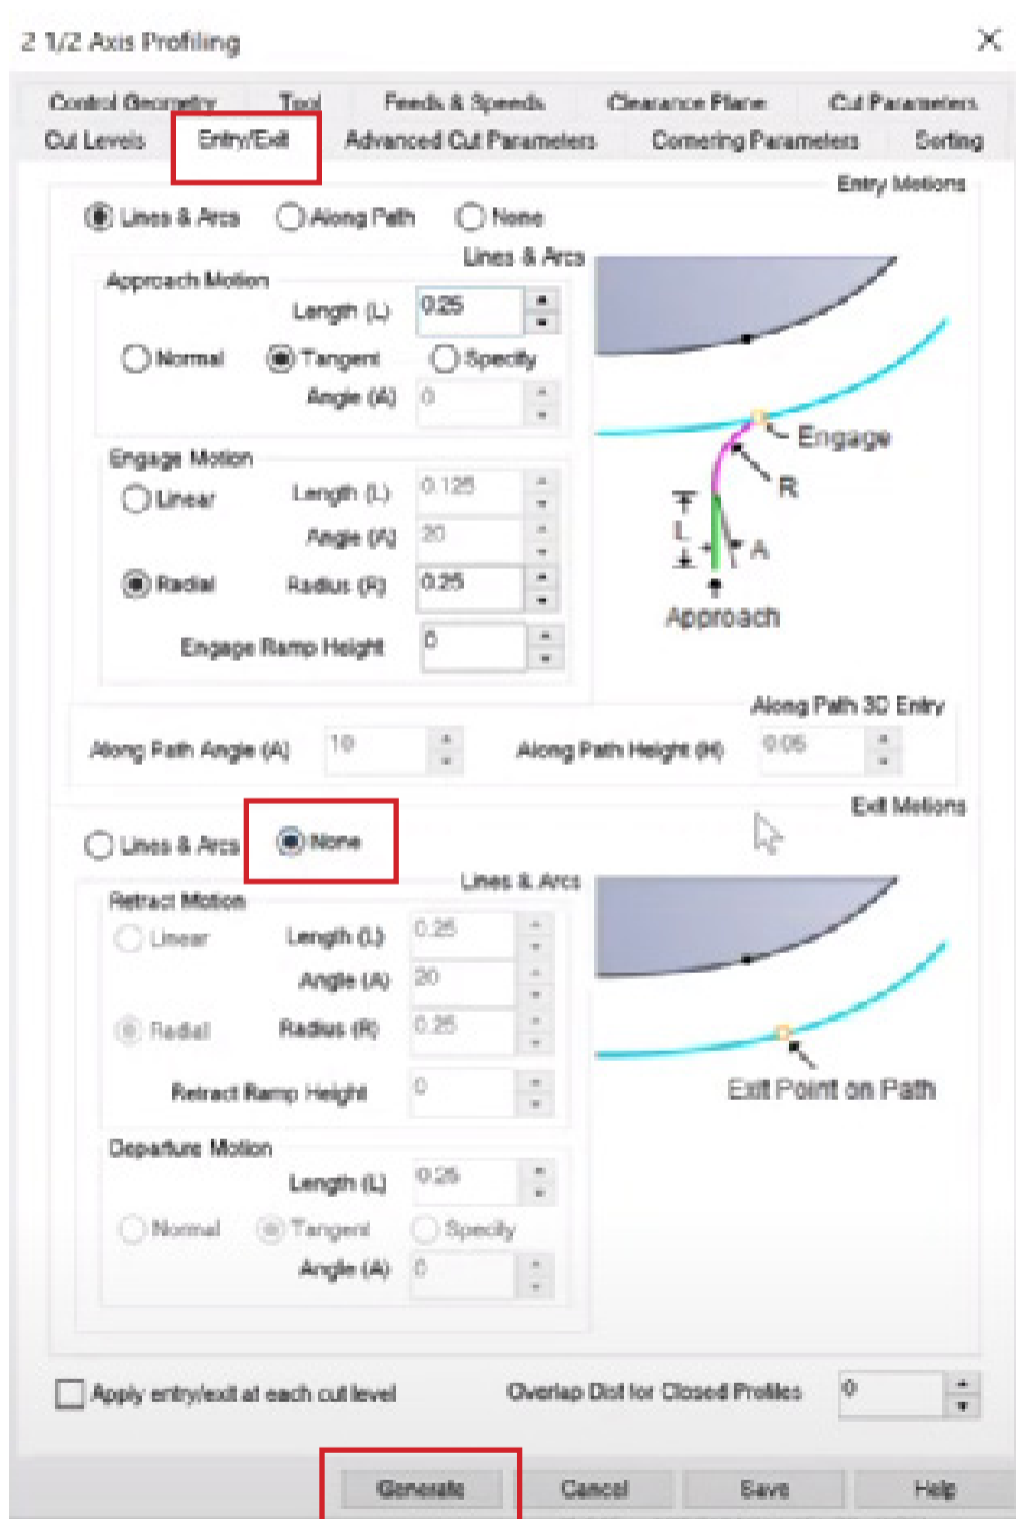 2 1/2 Axis Profiling
Control Geometry Tool Feeds & Speeds Clearance Plane Cut Parameters
Cut Levels Entry/Exit Advanced Cut Parameters Cornering Parameters Sorting
Entry Motions
Lines & Arcs Along Path None
Lines & Arcs
Approach Motion
Length (L) 0.25
Normal Tangent Specify
Angle (A) 0
Engage Motion
Linear Length (L) 0.125
Angle (A) 20
Radial Radius (R) 0.25
Engage Ramp Height 0
Engage
R
L
A
Approach
Along Path 3D Entry
Along Path Angle (A) 10 Along Path Height (H) 0.05
Exit Motions
Lines & Arcs None
Lines & Arcs
Retract Motion
Linear Length (L) 0.25
Angle (A) 20
Radial Radius (R) 0.25
Retract Ramp Height 0
Exit Point on Path
Departure Motion
Length (L) 0.25
Normal Tangent Specify
Angle (A) 0
Apply entry/exit at each cut level Overlap Dist for Closed Profiles 0
Generate Cancel Save Help